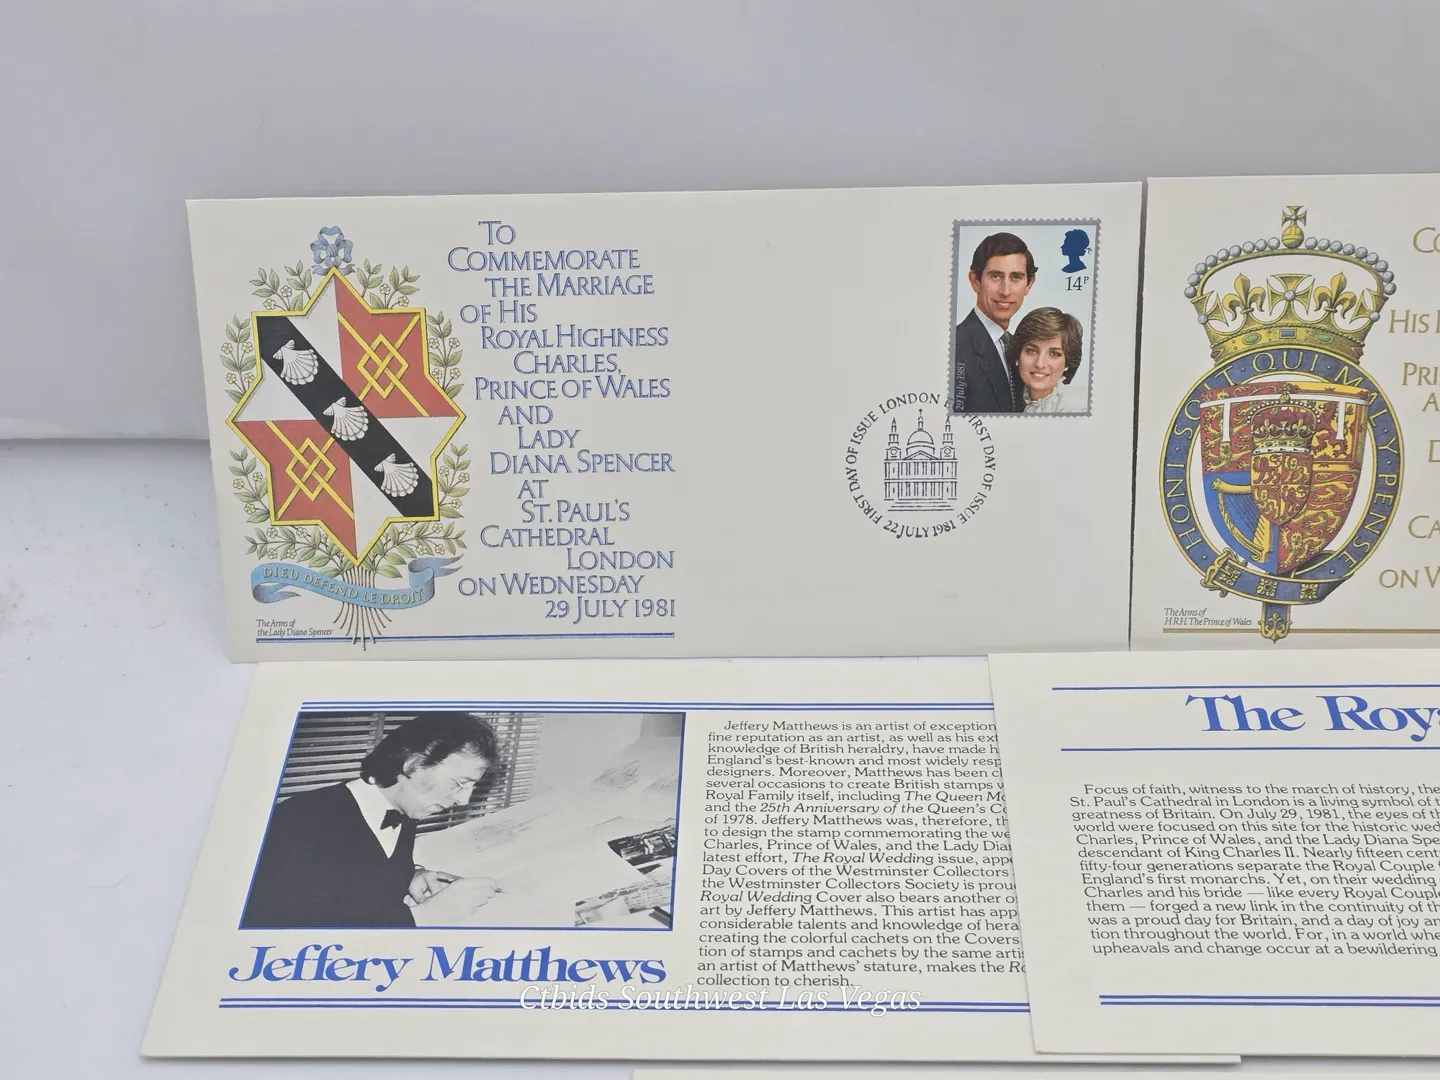 To
Commemorate
the Marriage
of His
Royal Highness
Charles,
Prince of Wales
and
Lady
Diana Spencer
at
St. Paul's
Cathedral
London
on Wednesday
29 July 1981
DIEU DEFEND LE DROIT
The Arms of
the Lady Diana Spencer
14P
29 July 1981
FIRST DAY OF ISSUE LONDON
FIRST DAY OF ISSUE
22 JULY 1981
HONI SOIT QUI MAL Y PENSE
The Arms of
H.R.H. The Prince of Wales
Co
His
Pri
A
D
Ca
on W
Jeffery Matthews is an artist of exception
fine reputation as an artist, as well as his ext
knowledge of British heraldry, have made h
England's best-known and most widely resp
designers. Moreover, Matthews has been ch
several occasions to create British stamps
Royal Family itself, including The Queen Mo
and the 25th Anniversary of the Queen's Co
of 1978. Jeffery Matthews was, therefore, th
to design the stamp commemorating the we
Charles, Prince of Wales, and the Lady Dia
latest effort, The Royal Wedding issue, appe
Day Covers of the Westminster Collectors
the Westminster Collectors Society is prou
Royal Wedding Cover also bears another o
art by Jeffery Matthews. This artist has app
considerable talents and knowledge of hera
creating the colorful cachets on the Covers
tion of stamps and cachets by the same arti
an artist of Matthews' stature, makes the Ro
collection to cherish.
Jeffery Matthews
The Roy
Focus of faith, witness to the march of history, the
St. Paul's Cathedral in London is a living symbol of t
greatness of Britain. On July 29, 1981, the eyes of th
world were focused on this site for the historic wed
Charles, Prince of Wales, and the Lady Diana Spe
descendant of King Charles II. Nearly fifteen cent
fifty-four generations separate the Royal Couple
England's first monarchs. Yet, on their wedding
Charles and his bride — like every Royal Couple
them — forged a new link in the continuity of th
was a proud day for Britain, and a day of joy an
tion throughout the world. For, in a world whe
upheavals and change occur at a bewildering
Ctbids Southwest Las Vegas